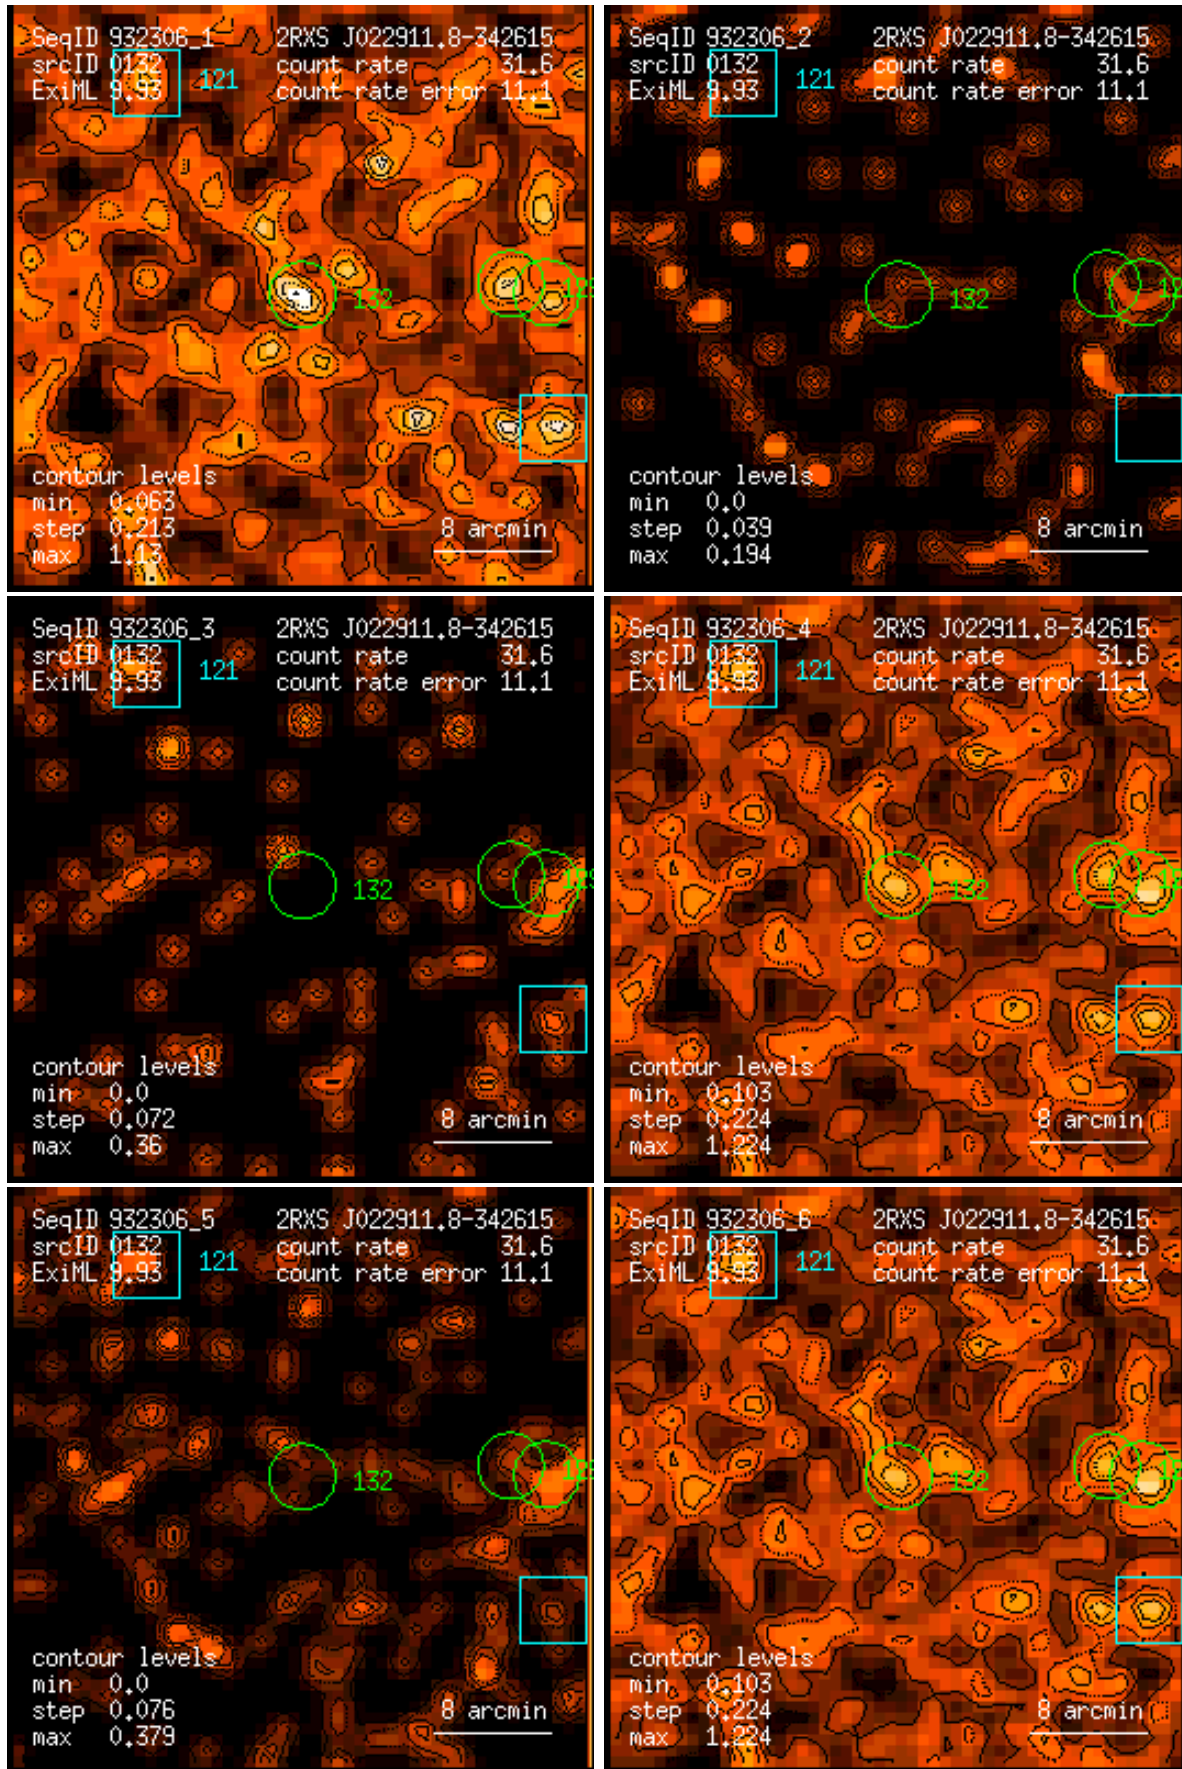 SeqID 932306_1 2RXS J022911.8-342615
srcID 0132 121 count rate 31.6
ExiML 9.93 count rate error 11.1
132
contour levels
min 0.063
step 0.213 8 arcmin
max 1.13
SeqID 932306_2 2RXS J022911.8-342615
srcID 0132 121 count rate 31.6
ExiML 9.93 count rate error 11.1
132
contour levels
min 0.0
step 0.039 8 arcmin
max 0.194
SeqID 932306_3 2RXS J022911.8-342615
srcID 0132 121 count rate 31.6
ExiML 9.93 count rate error 11.1
132
contour levels
min 0.0
step 0.072 8 arcmin
max 0.36
SeqID 932306_4 2RXS J022911.8-342615
srcID 0132 121 count rate 31.6
ExiML 9.93 count rate error 11.1
132
contour levels
min 0.103
step 0.224 8 arcmin
max 1.224
SeqID 932306_5 2RXS J022911.8-342615
srcID 0132 121 count rate 31.6
ExiML 9.93 count rate error 11.1
132
contour levels
min 0.0
step 0.076 8 arcmin
max 0.379
SeqID 932306_6 2RXS J022911.8-342615
srcID 0132 121 count rate 31.6
ExiML 9.93 count rate error 11.1
132
contour levels
min 0.103
step 0.224 8 arcmin
max 1.224